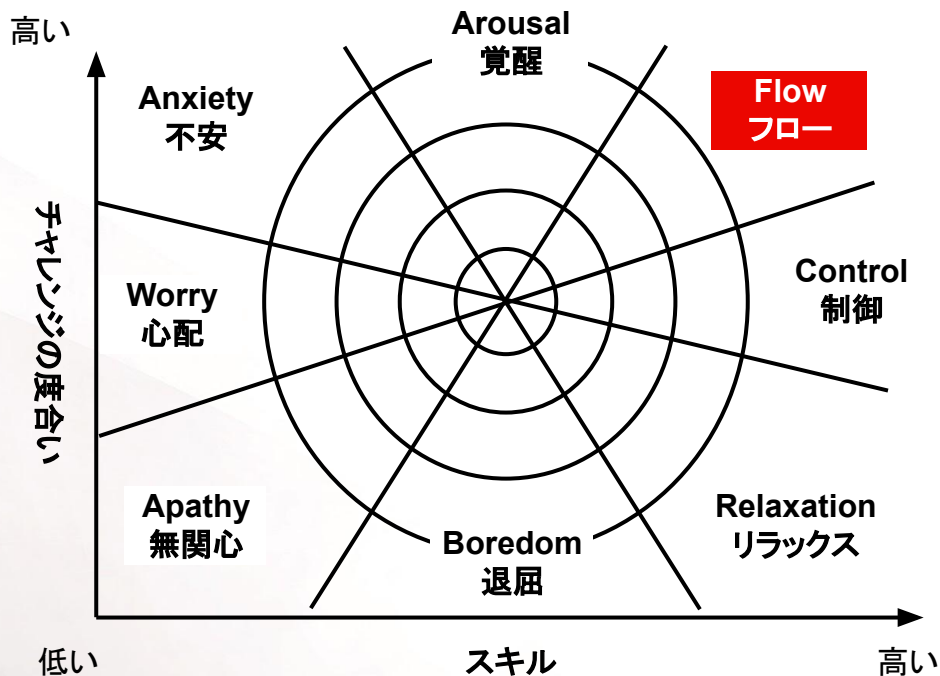 高い
Arousal
覚醒
Anxiety
不安
Flow
フロー
チャレンジの度合い
Worry
心配
Control
制御
Apathy
無関心
Boredom
退屈
Relaxation
リラックス
低い
スキル
高い